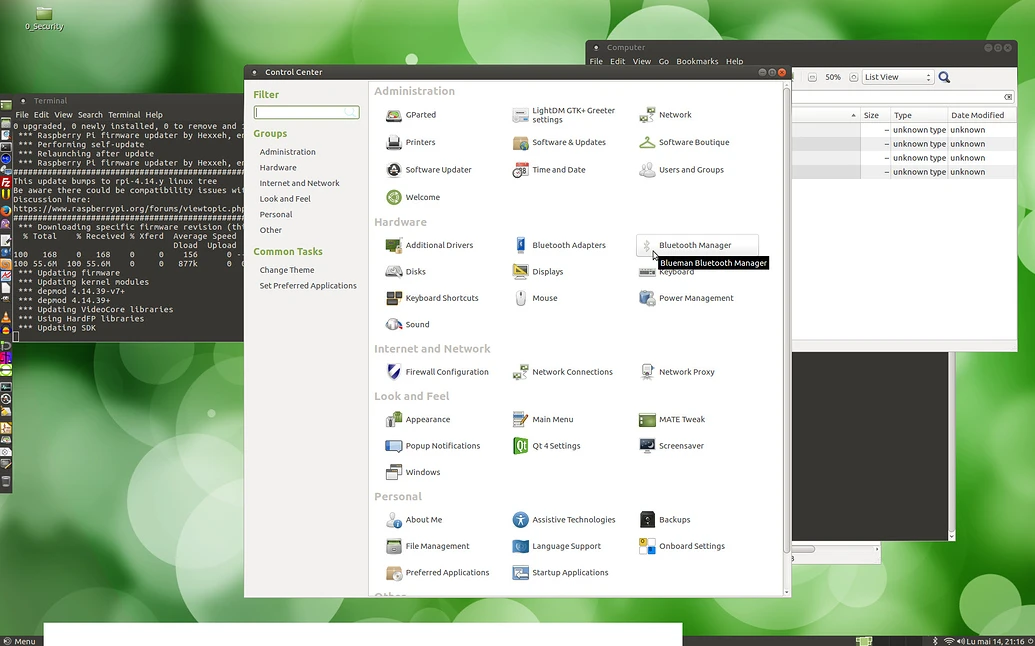 0_Security
Computer
File Edit View Go Bookmarks Help
50% List View
Size Type Date Modified
— unknown type unknown
— unknown type unknown
— unknown type unknown
— unknown type unknown
Terminal
File Edit View Search Terminal Help
0 upgraded, 0 newly installed, 0 to remove and
*** Raspberry Pi firmware updater by Hexxeh, en
*** Performing self-update
*** Relaunching after update
*** Raspberry Pi firmware updater by Hexxeh, en
#############################################
This update bumps to rpi-4.14.y linux tree
Be aware there could be compatibility issues wit
Discussion here:
https://www.raspberrypi.org/forums/viewtopic.php
#############################################
*** Downloading specific firmware revision (thi
% Total % Received % Xferd Average Speed
Dload Upload
100 168 0 168 0 0 156 0 --
100 55.6M 100 55.6M 0 0 877k 0
*** Updating firmware
*** Updating kernel modules
*** depmod 4.14.39-v7+
*** depmod 4.14.39+
*** Updating VideoCore libraries
*** Using HardFP libraries
*** Updating SDK
Control Center
Filter
Groups
Administration
Hardware
Internet and Network
Look and Feel
Personal
Other
Common Tasks
Change Theme
Set Preferred Applications
Administration
GParted
LightDM GTK+ Greeter settings
Network
Printers
Software & Updates
Software Boutique
Software Updater
Time and Date
Users and Groups
Welcome
Hardware
Additional Drivers
Bluetooth Adapters
Bluetooth Manager
Blueman Bluetooth Manager
Disks
Displays
Keyboard
Keyboard Shortcuts
Mouse
Power Management
Sound
Internet and Network
Firewall Configuration
Network Connections
Network Proxy
Look and Feel
Appearance
Main Menu
MATE Tweak
Popup Notifications
Qt 4 Settings
Screensaver
Windows
Personal
About Me
Assistive Technologies
Backups
File Management
Language Support
Onboard Settings
Preferred Applications
Startup Applications
Other
Menu
Lu mai 14, 21:16